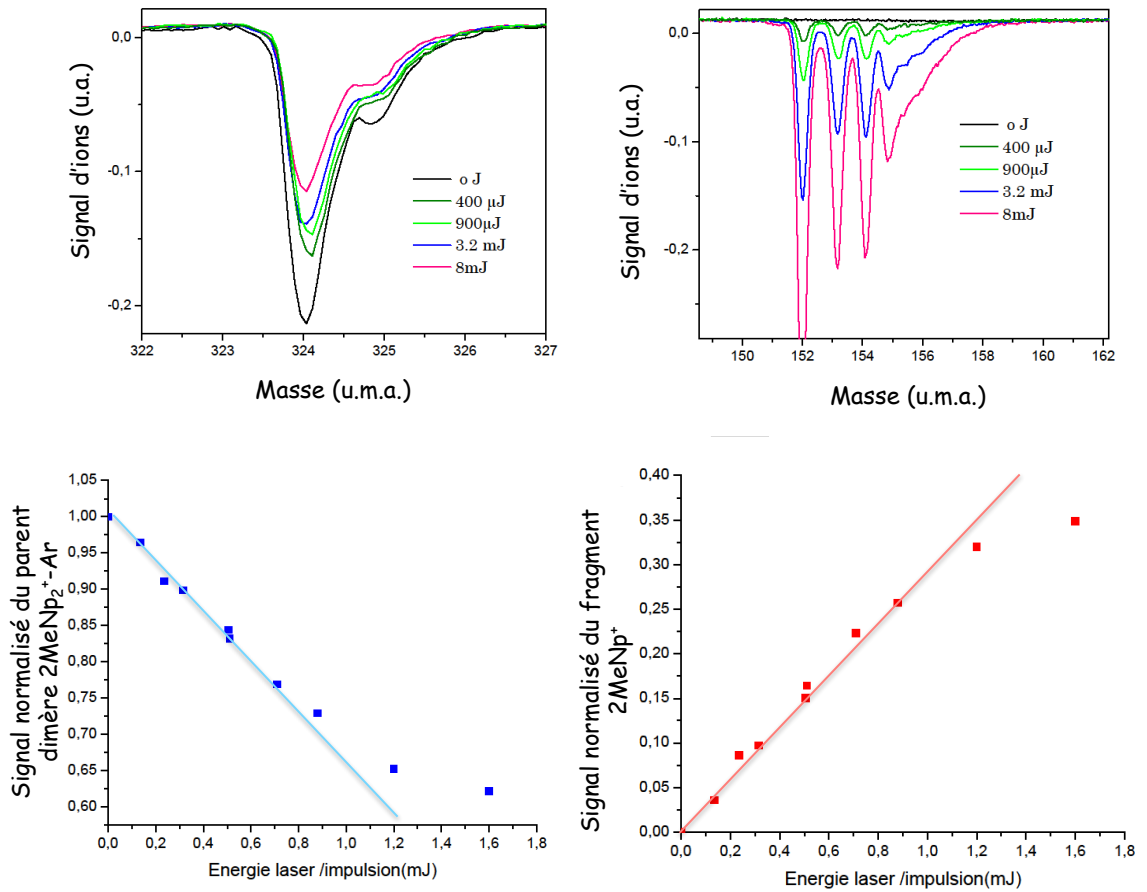 0,0
-0,1
-0,2
Signal d'ions (u.a.)
o J
400 µJ
900µJ
3.2 mJ
8mJ
322 323 324 325 326 327
Masse (u.m.a.)
0,0
-0,1
-0,2
Signal d'ions (u.a.)
o J
400 µJ
900µJ
3.2 mJ
8mJ
150 152 154 156 158 160 162
Masse (u.m.a.)
1,05
1,00
0,95
0,90
0,85
0,80
0,75
0,70
0,65
0,60
Signal normalisé du parent
dimère 2MeNp₂⁺-Ar
0,0 0,2 0,4 0,6 0,8 1,0 1,2 1,4 1,6 1,8
Energie laser /impulsion(mJ)
0,40
0,35
0,30
0,25
0,20
0,15
0,10
0,05
0,00
Signal normalisé du fragment
2MeNp⁺
0,0 0,2 0,4 0,6 0,8 1,0 1,2 1,4 1,6 1,8
Energie laser /impulsion(mJ)